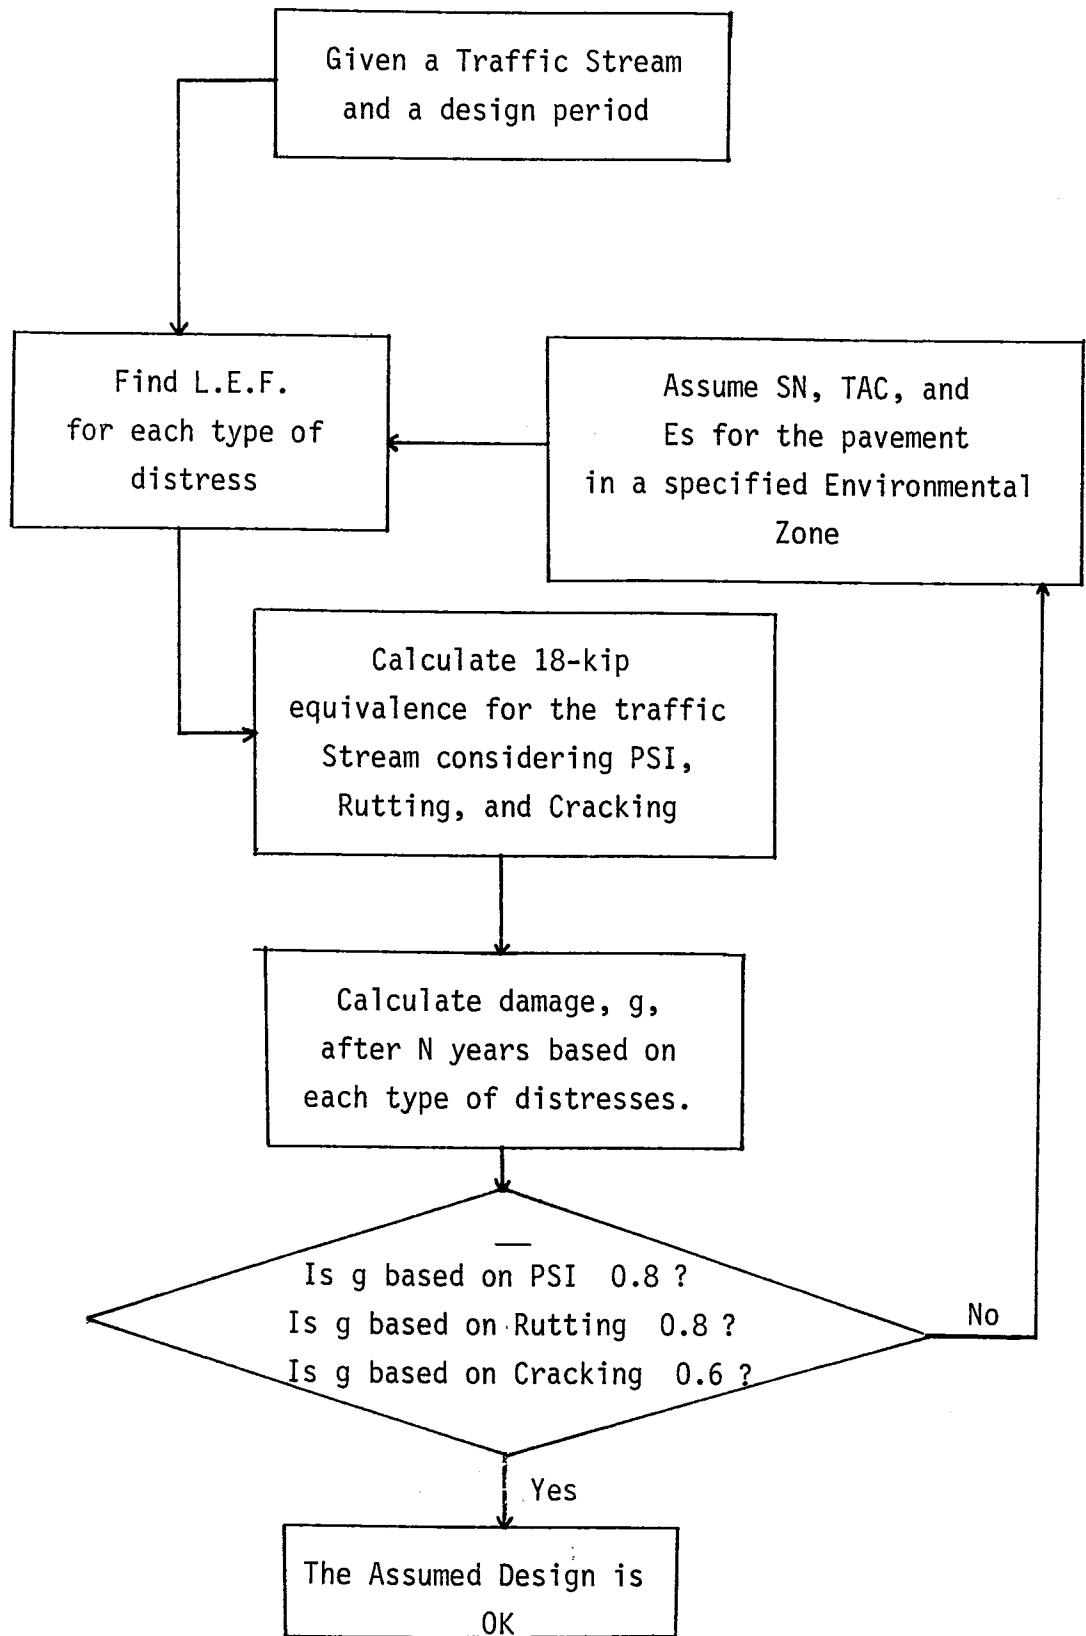 Given a Traffic Stream
and a design period
Find L.E.F.
for each type of
distress
Assume SN, TAC, and
Es for the pavement
in a specified Environmental
Zone
Calculate 18-kip
equivalence for the traffic
Stream considering PSI,
Rutting, and Cracking
Calculate damage, g,
after N years based on
each type of distresses.
Is g based on PSI 0.8 ?
Is g based on Rutting 0.8 ?
Is g based on Cracking 0.6 ?
No
Yes
The Assumed Design is
OK